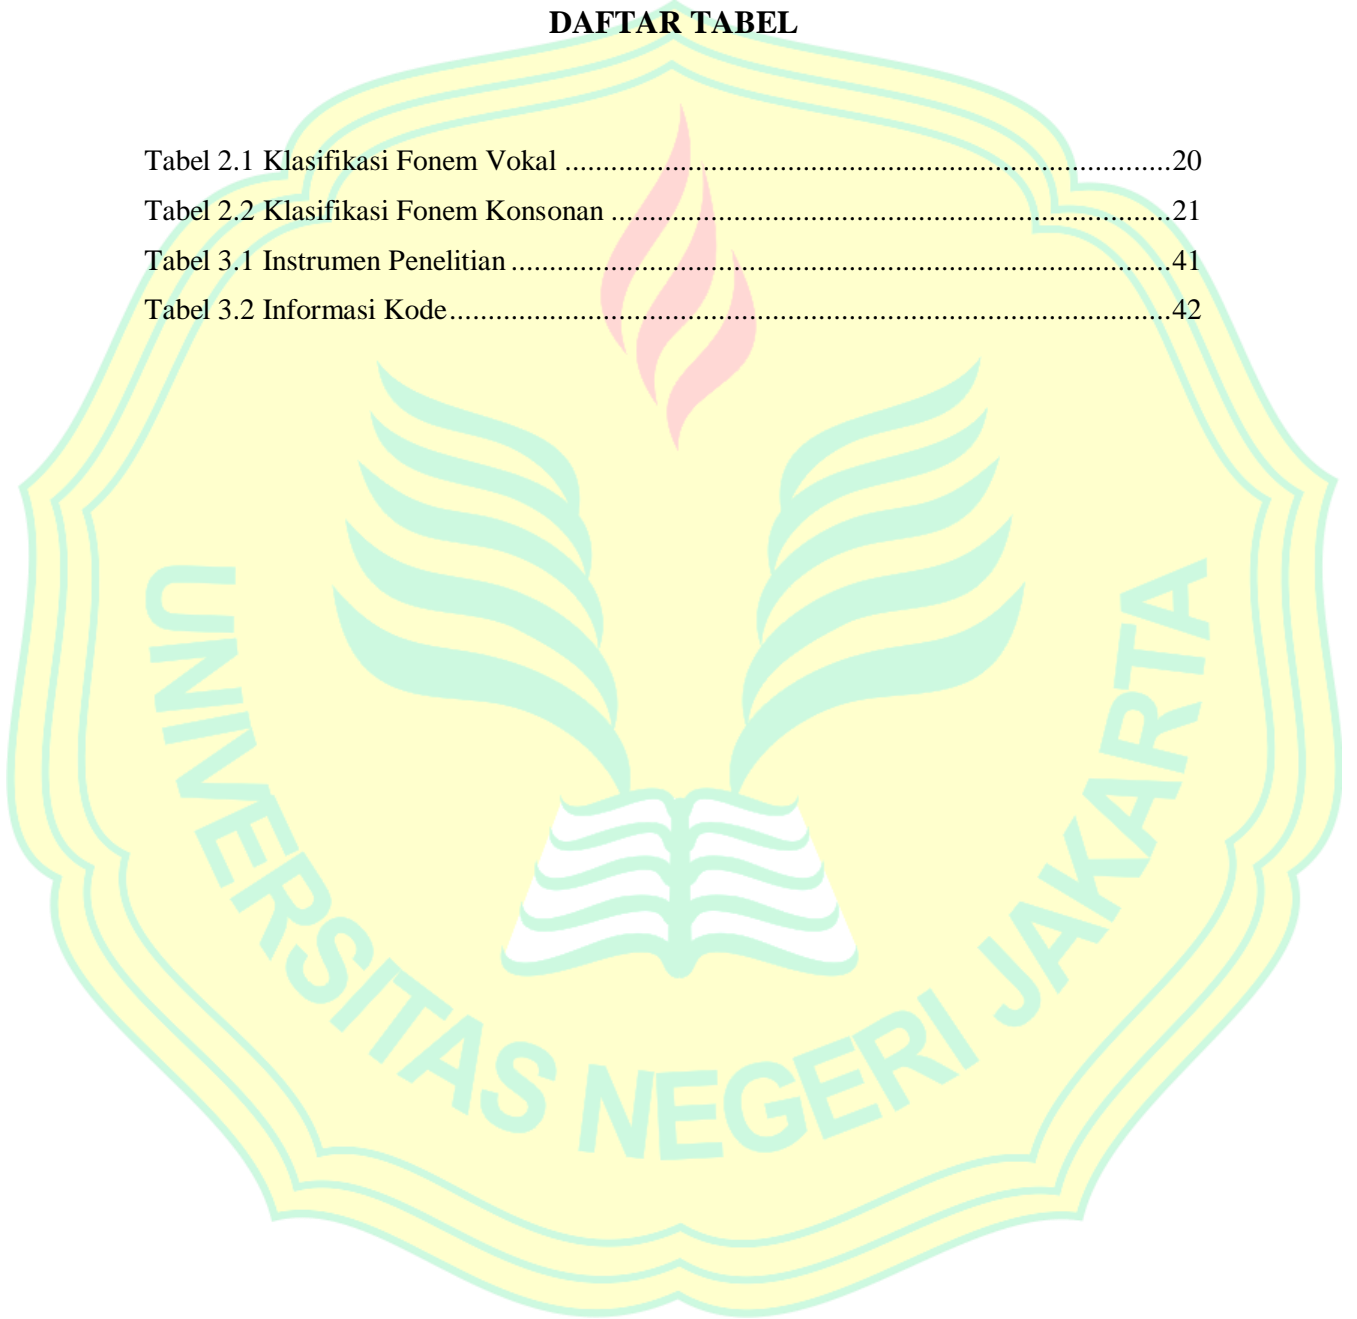 DAFTAR TABEL
Tabel 2.1 Klasifikasi Fonem Vokal ...............................................................................20
Tabel 2.2 Klasifikasi Fonem Konsonan .........................................................................21
Tabel 3.1 Instrumen Penelitian ......................................................................................41
Tabel 3.2 Informasi Kode..............................................................................................42
UNIVERSITAS NEGERI JAKARTA